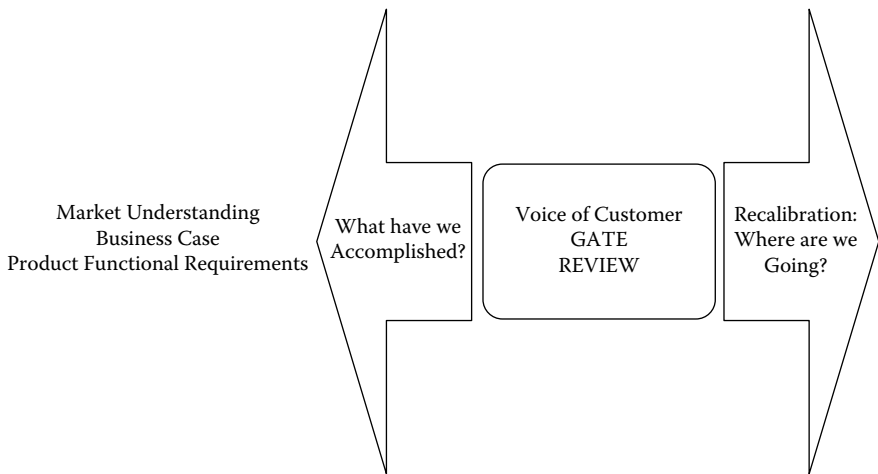 Market Understanding
Business Case
Product Functional Requirements
What have we
Accomplished?
Voice of Customer
GATE
REVIEW
Recalibration:
Where are we
Going?